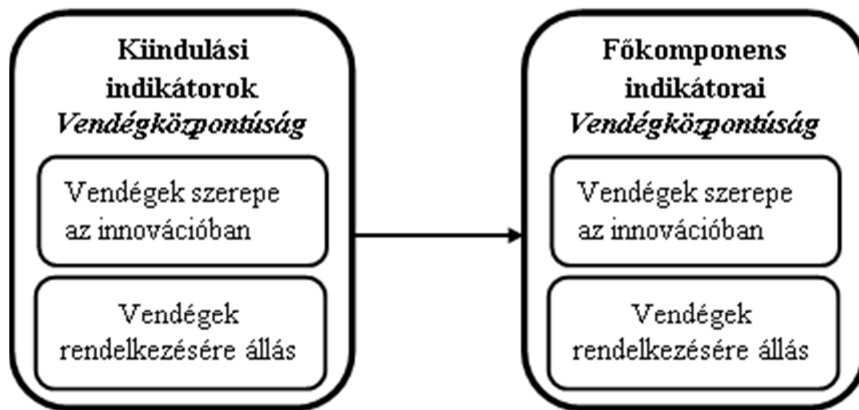 Kiindulási
indikátorok
Vendégközpontúság
Vendégek szerepe
az innovációban
Vendégek
rendelkezésére állás
Főkomponens
indikátorai
Vendégközpontúság
Vendégek szerepe
az innovációban
Vendégek
rendelkezésére állás